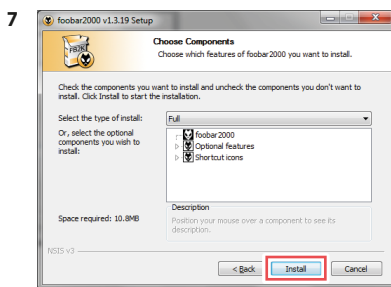 7
foobar2000 v1.3.19 Setup
Choose Components
Choose which features of foobar2000 you want to install.
Check the components you want to install and uncheck the components you don't want to
install. Click Install to start the installation.
Select the type of install:
Full
Or, select the optional
components you wish to
install:
foobar2000
Optional features
Shortcut icons
Description
Position your mouse over a component to see its
description.
Space required: 10.8MB
NSIS v3
< Back
Install
Cancel